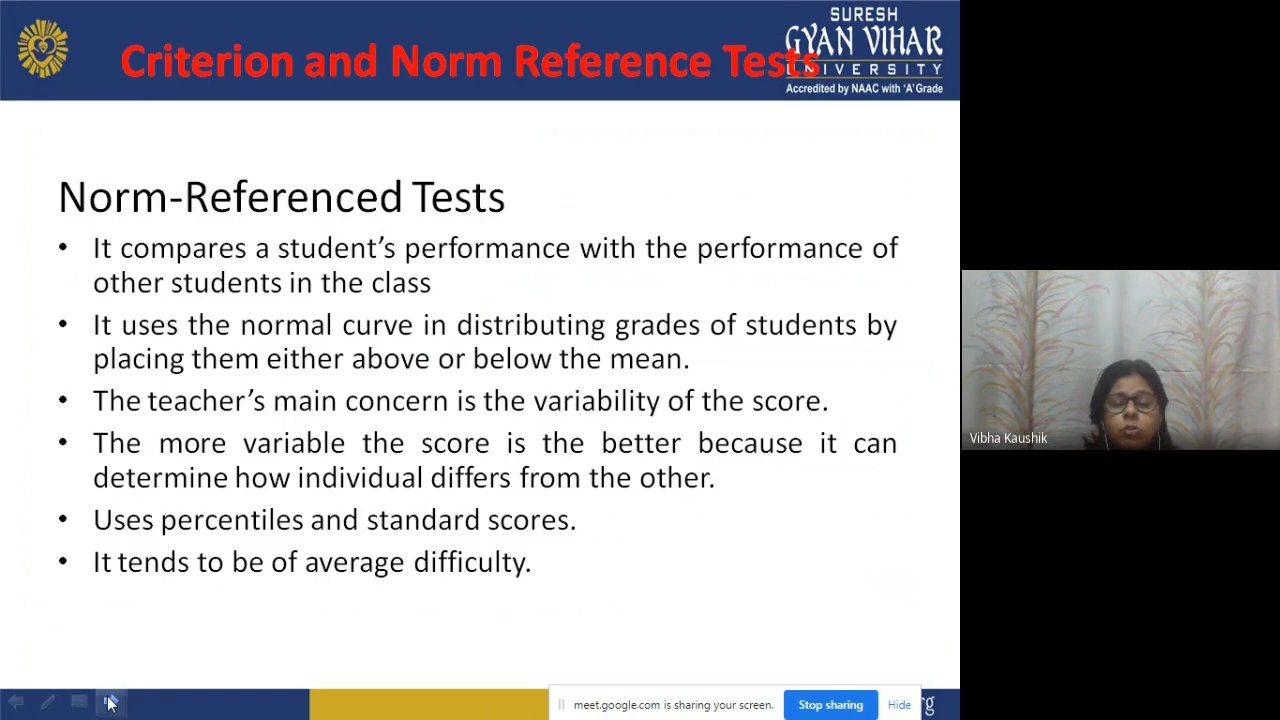 SURESH
GYAN VIHAR
UNIVERSITY
Accredited by NAAC with ‘A’ Grade
Criterion and Norm Reference Tests
Norm-Referenced Tests
• It compares a student’s performance with the performance of
other students in the class
• It uses the normal curve in distributing grades of students by
placing them either above or below the mean.
• The teacher’s main concern is the variability of the score.
• The more variable the score is the better because it can
determine how individual differs from the other.
• Uses percentiles and standard scores.
• It tends to be of average difficulty.
Vibha Kaushik
meet.google.com is sharing your screen.
Stop sharing
Hide